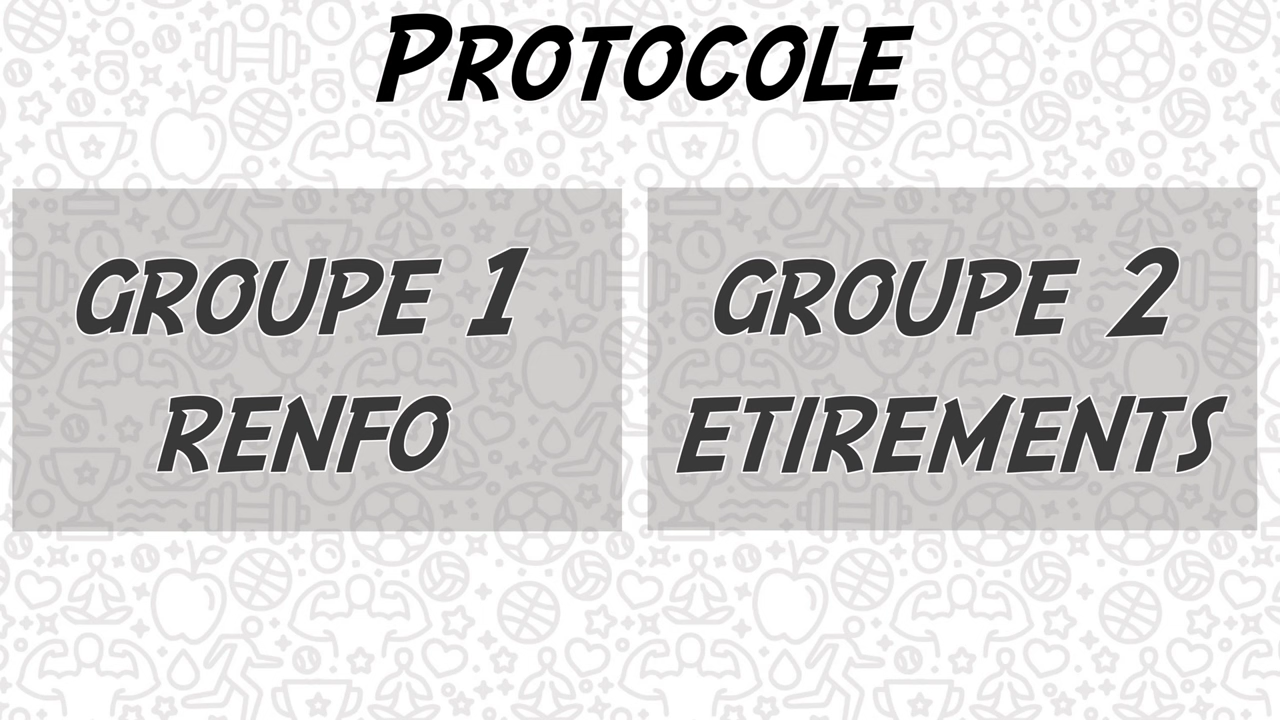 PROTOCOLE
GROUPE 1
RENFO
GROUPE 2
ETIREMENTS